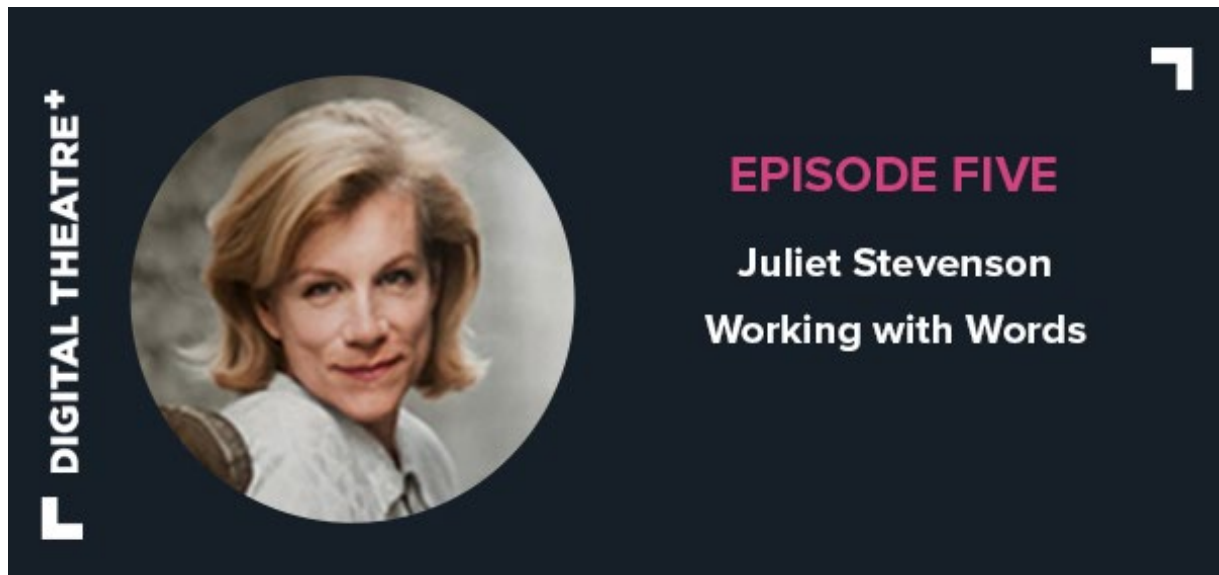 DIGITAL THEATRE+
EPISODE FIVE
Juliet Stevenson
Working with Words